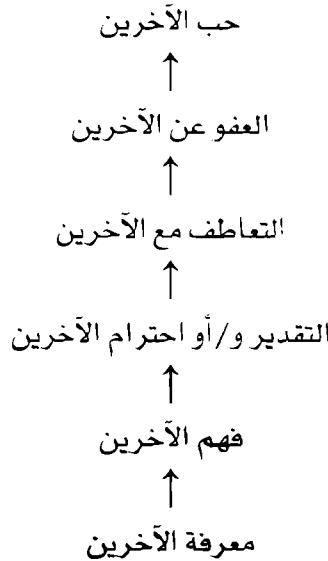 حب الآخرين
العفو عن الآخرين
التعاطف مع الآخرين
التقدير و/أو احترام الآخرين
فهم الآخرين
معرفة الآخرين